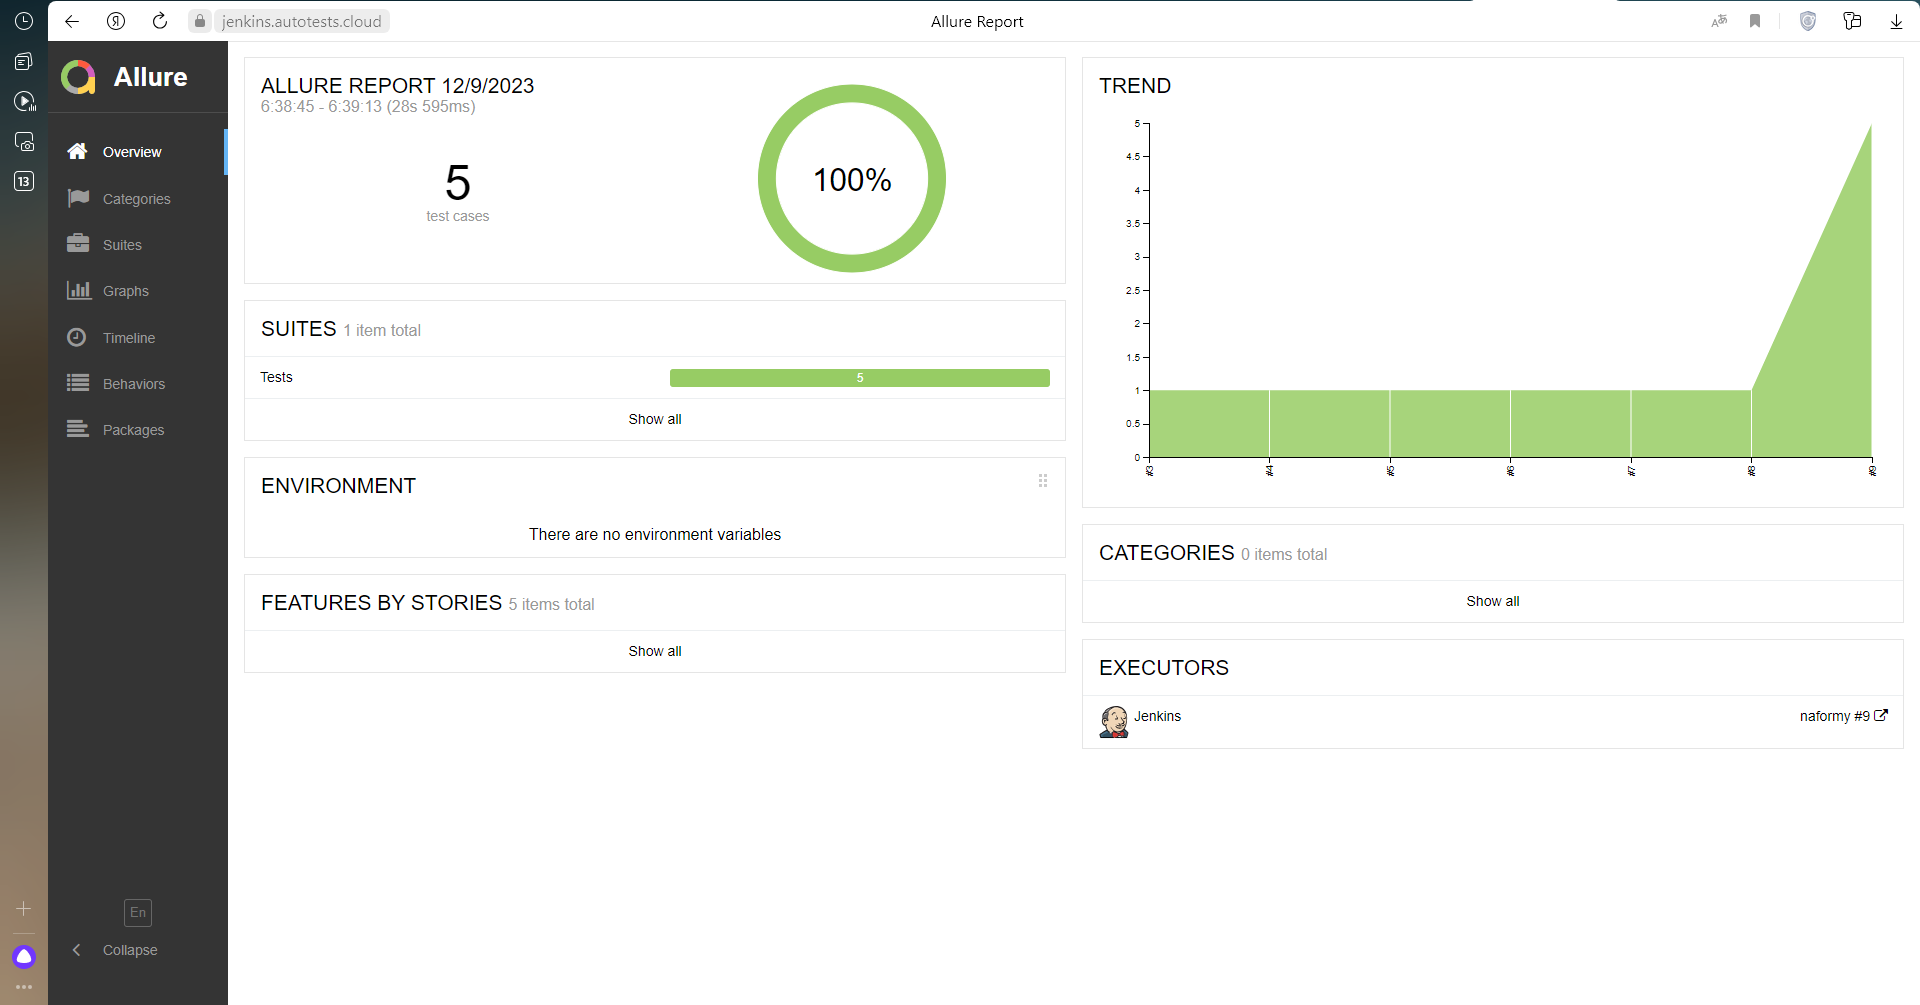 jenkins.autotests.cloud
Allure Report
13
Allure
Overview
Categories
Suites
Graphs
Timeline
Behaviors
Packages
En
Collapse
ALLURE REPORT 12/9/2023
6:38:45 - 6:39:13 (28s 595ms)
5
test cases
100%
SUITES 1 item total
Tests
5
Show all
ENVIRONMENT
There are no environment variables
FEATURES BY STORIES 5 items total
Show all
TREND
5
4.5
4
3.5
3
2.5
2
1.5
1
0.5
0
#3
#4
#5
#6
#7
#8
#9
CATEGORIES 0 items total
Show all
EXECUTORS
Jenkins
naformy #9